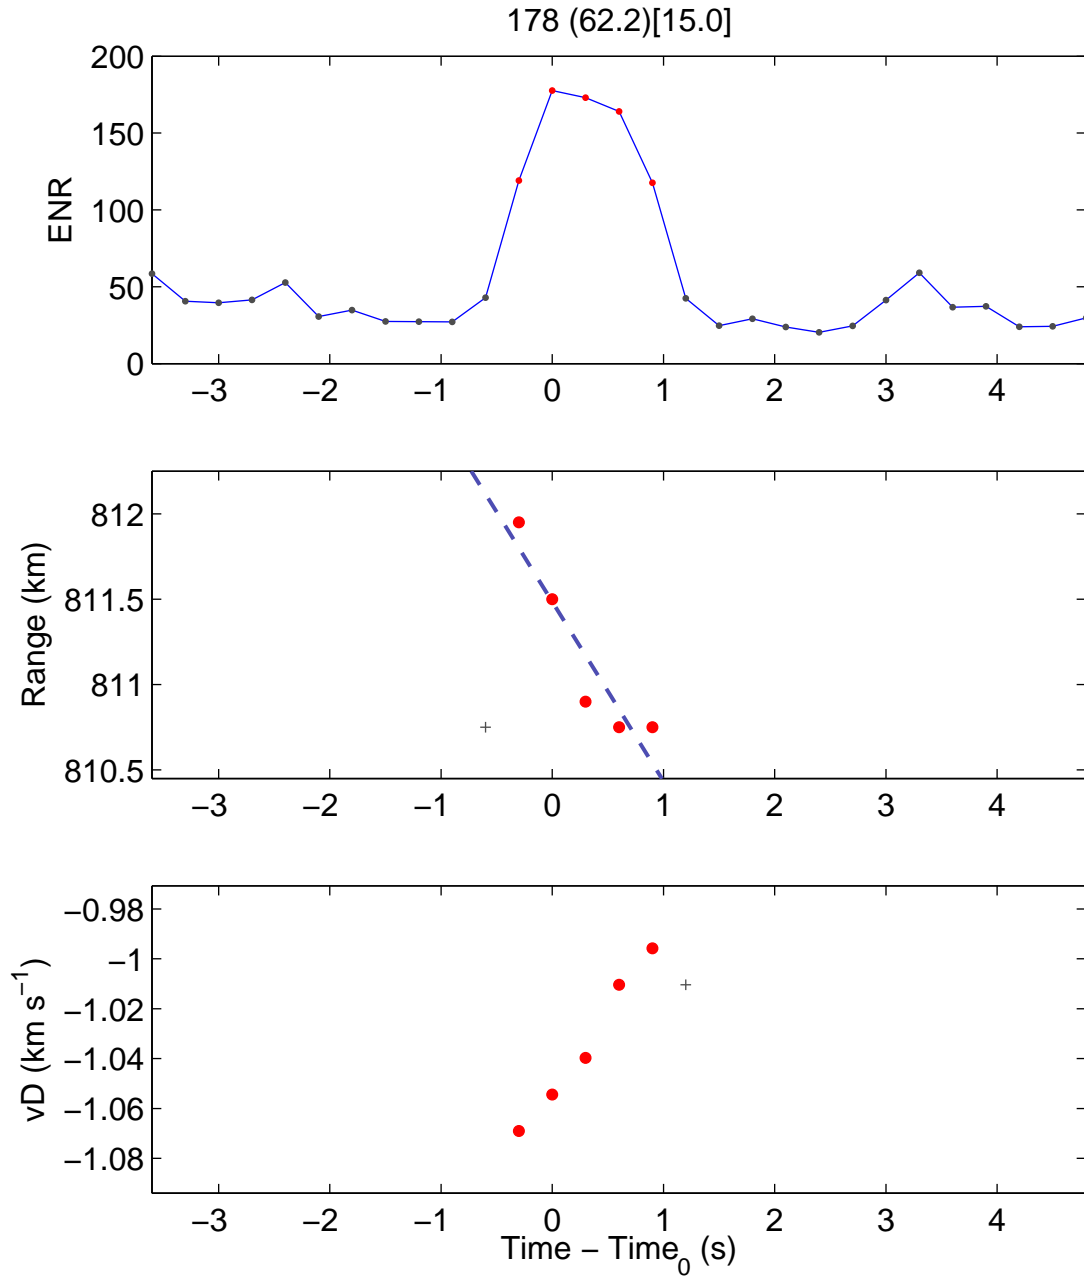 178 (62.2)[15.0]
200
150
100
50
0
ENR
−3 −2 −1 0 1 2 3 4
812
811.5
811
810.5
Range (km)
−3 −2 −1 0 1 2 3 4
−0.98
−1
−1.02
−1.04
−1.06
−1.08
vD (km s⁻¹)
−3 −2 −1 0 1 2 3 4
Time − Time₀ (s)